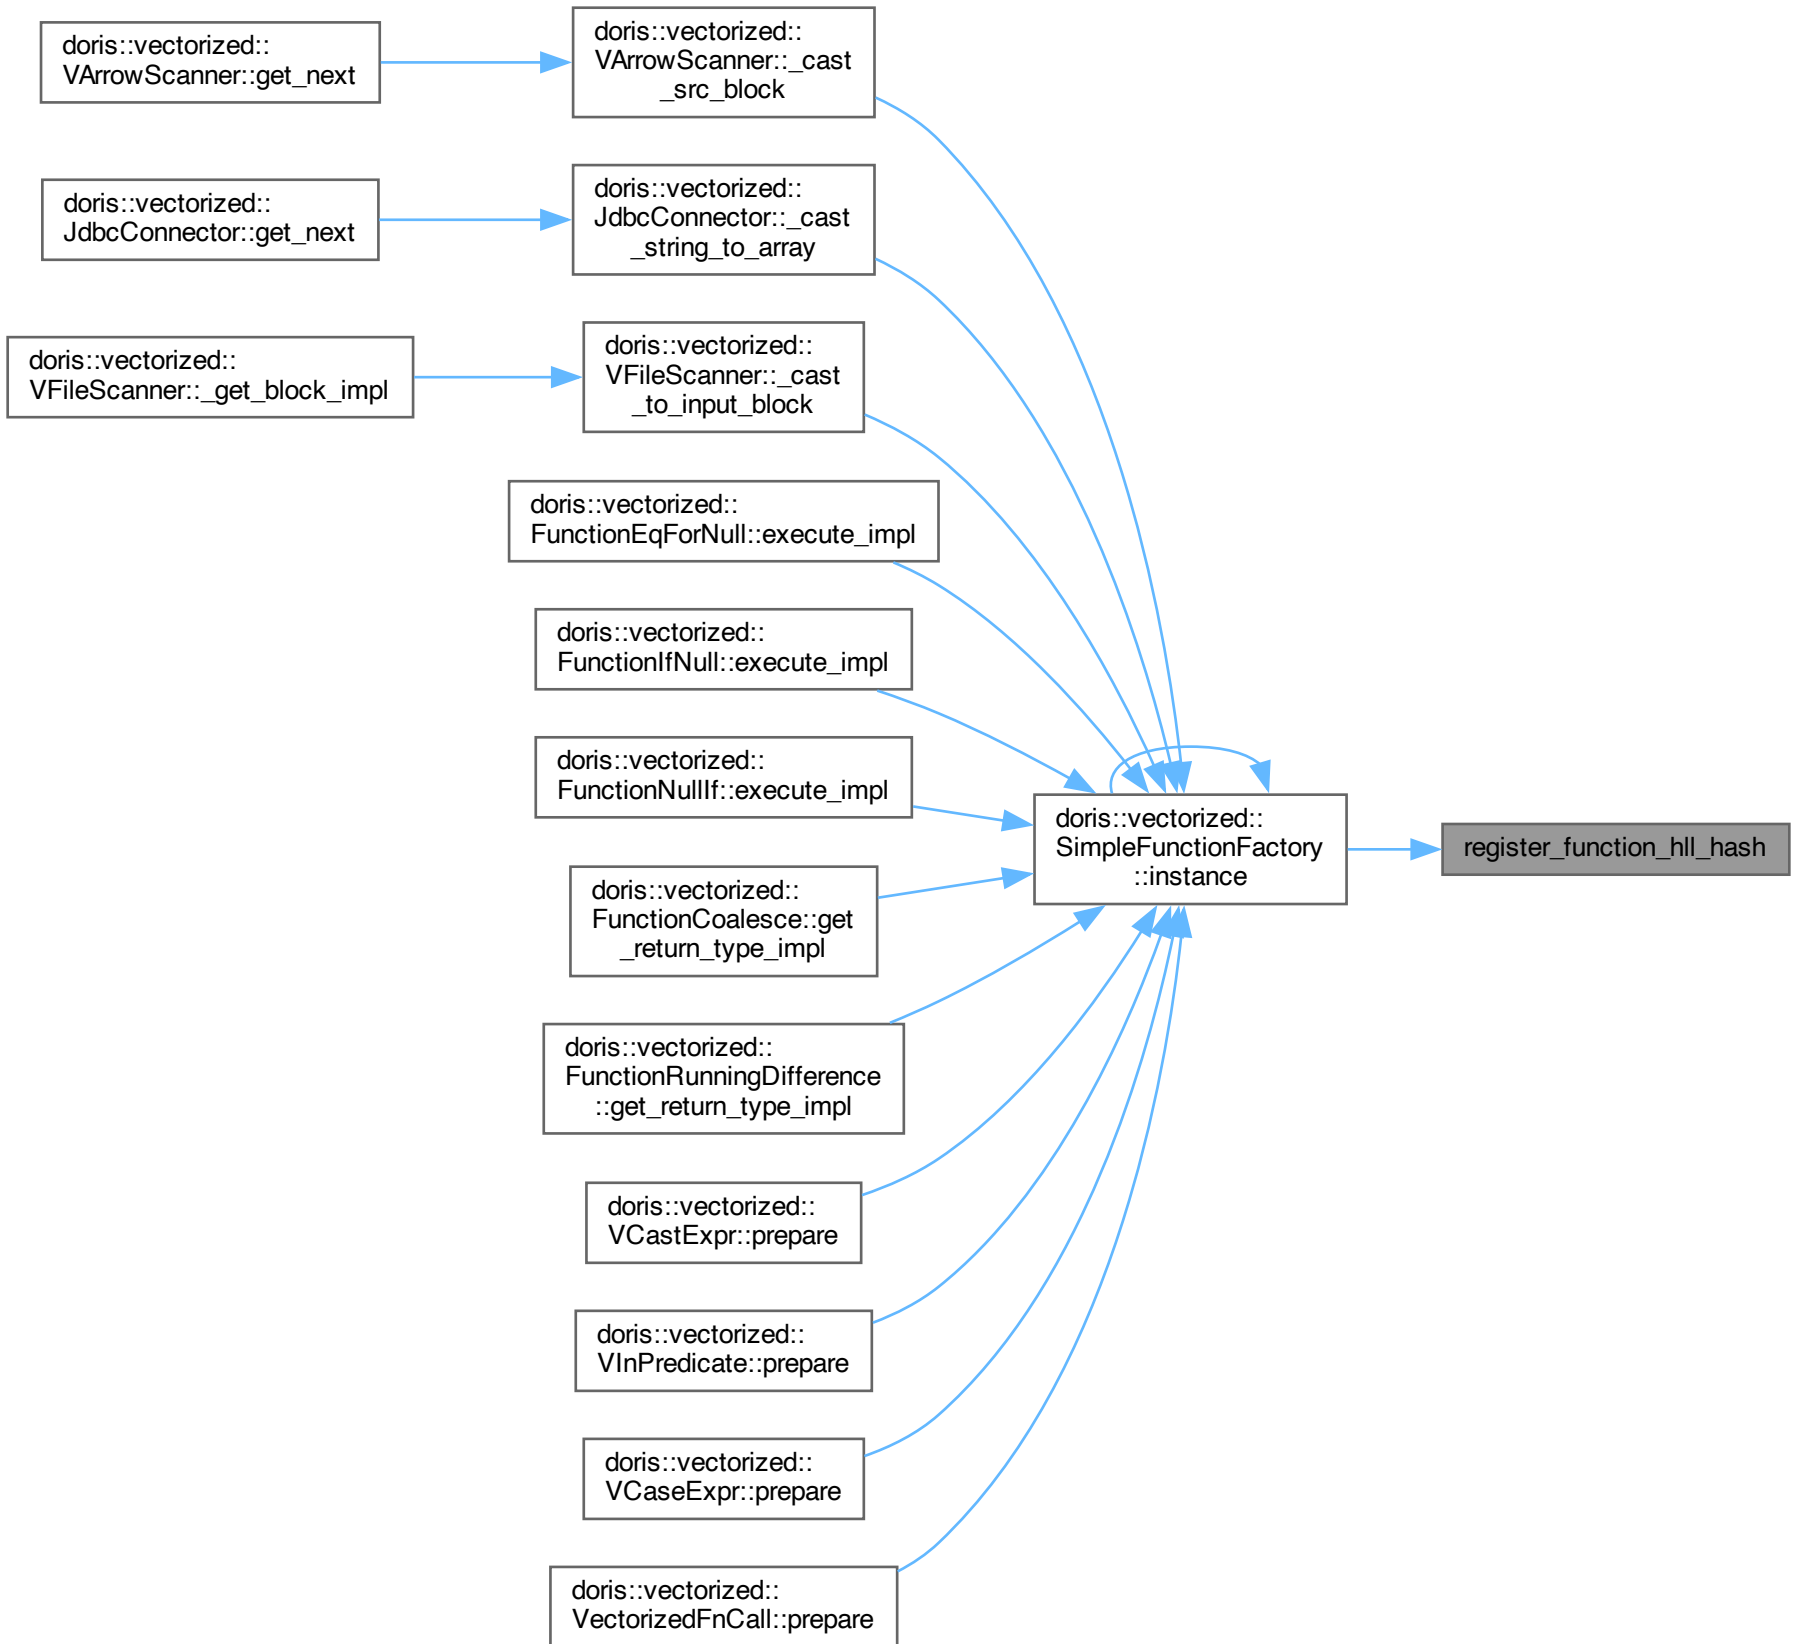 doris::vectorized::
VArrowScanner::get_next
doris::vectorized::
VArrowScanner::_cast
_src_block
doris::vectorized::
JdbcConnector::get_next
doris::vectorized::
JdbcConnector::_cast
_string_to_array
doris::vectorized::
VFileScanner::_get_block_impl
doris::vectorized::
VFileScanner::_cast
_to_input_block
doris::vectorized::
FunctionEqForNull::execute_impl
doris::vectorized::
FunctionIfNull::execute_impl
doris::vectorized::
FunctionNullIf::execute_impl
doris::vectorized::
SimpleFunctionFactory
::instance
register_function_hll_hash
doris::vectorized::
FunctionCoalesce::get
_return_type_impl
doris::vectorized::
FunctionRunningDifference
::get_return_type_impl
doris::vectorized::
VCastExpr::prepare
doris::vectorized::
VInPredicate::prepare
doris::vectorized::
VCaseExpr::prepare
doris::vectorized::
VectorizedFnCall::prepare